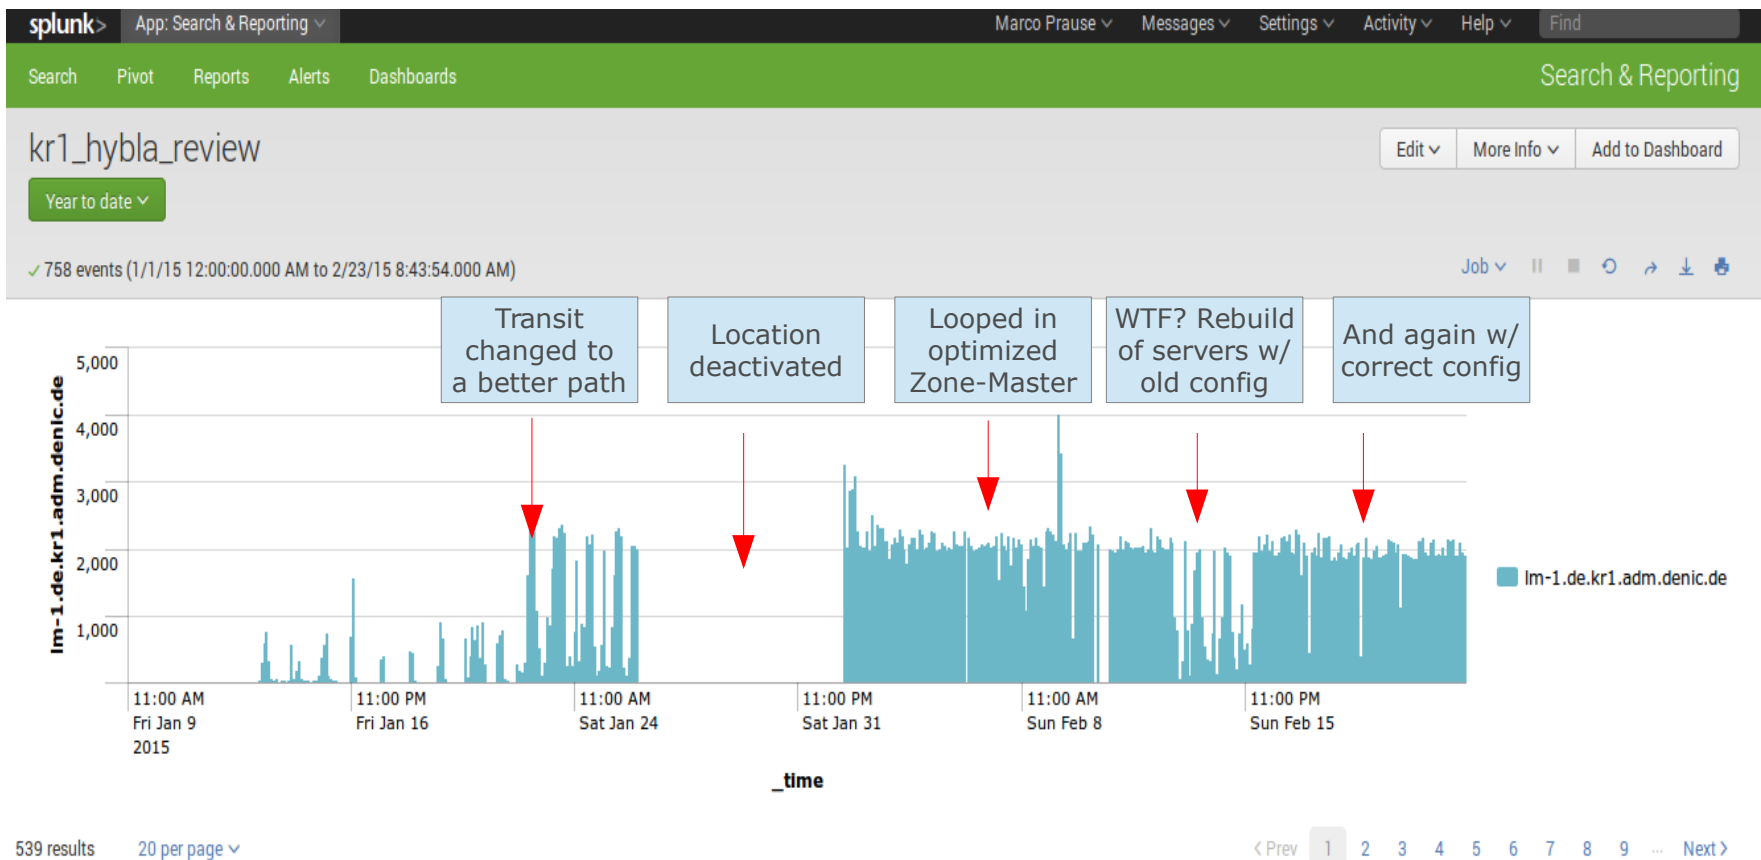 splunk> App: Search & Reporting Marco Prause Messages Settings Activity Help Find
Search Pivot Reports Alerts Dashboards Search & Reporting
kr1_hybla_review
Edit More Info Add to Dashboard
Year to date
758 events (1/1/15 12:00:00.000 AM to 2/23/15 8:43:54.000 AM)
Job
Transit
changed to
a better path
Location
deactivated
Looped in
optimized
Zone-Master
WTF? Rebuild
of servers w/
old config
And again w/
correct config
lm-1.de.kr1.adm.denic.de
5,000
4,000
3,000
2,000
1,000
lm-1.de.kr1.adm.denic.de
11:00 AM
Fri Jan 9
2015
11:00 PM
Fri Jan 16
11:00 AM
Sat Jan 24
11:00 PM
Sat Jan 31
11:00 AM
Sun Feb 8
11:00 PM
Sun Feb 15
_time
539 results 20 per page < Prev 1 2 3 4 5 6 7 8 9 ... Next >